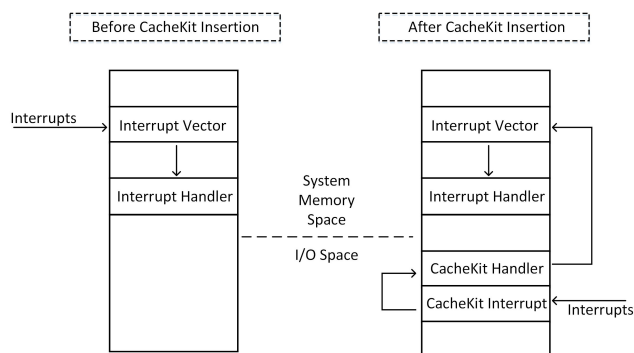 Before CacheKit Insertion
After CacheKit Insertion
Interrupts
Interrupt Vector
Interrupt Handler
System
Memory
Space
I/O Space
Interrupt Vector
Interrupt Handler
CacheKit Handler
CacheKit Interrupt
Interrupts